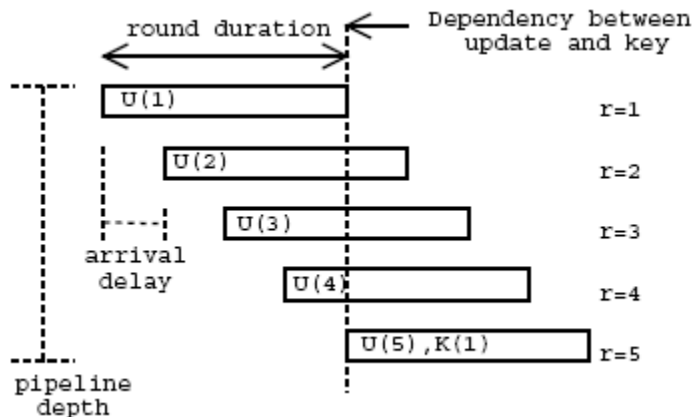 round duration
Dependency between
update and key
U(1)
r=1
U(2)
r=2
U(3)
r=3
arrival
delay
U(4)
r=4
U(5),K(1)
r=5
pipeline
depth